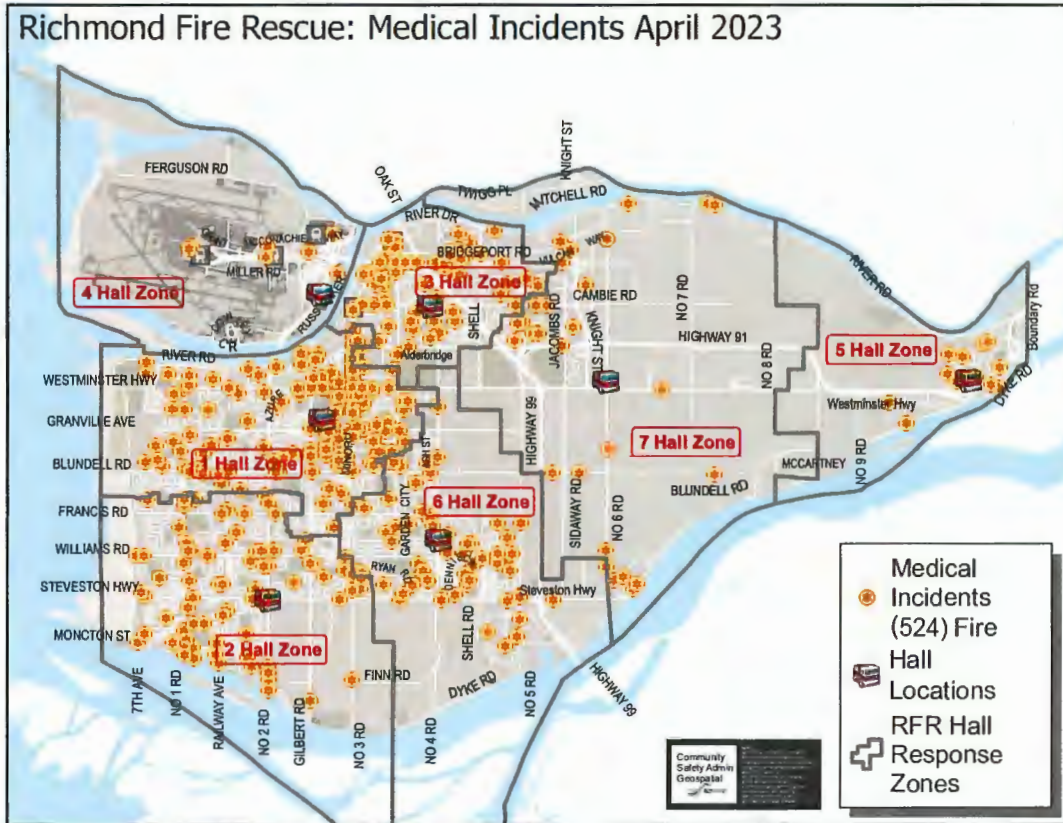 Richmond Fire Rescue: Medical Incidents April 2023
FERGUSON RD
OAK ST
TWIGG PL
KNIGHT ST
MITCHELL RD
RIVER DR
BRIDGEPORT RD
MILLER RD
4 Hall Zone
3 Hall Zone
CAMBIE RD
NO 7 RD
RIVER RD
SHELL
JACOBS RD
KNIGHT ST
HIGHWAY 91
NO 8 RD
5 Hall Zone
Boundary Rd
RIVER RD
Alderbridge
WESTMINSTER HWY
DYKE RD
Westminster Hwy
GRANVILLE AVE
HIGHWAY 99
7 Hall Zone
BLUNDELL RD
1 Hall Zone
MCCARTNEY
NO 9 RD
BLUNDELL RD
6 Hall Zone
FRANCIS RD
GARDEN CITY
SIDAWAY RD
NO 6 RD
WILLIAMS RD
RYAN RD
STEVESTON HWY
Steveston Hwy
MONCTON ST
2 Hall Zone
SHELL RD
FINN RD
DYKE RD
7TH AVE
NO 1 RD
RAILWAY AVE
NO 2 RD
GILBERT RD
NO 3 RD
NO 4 RD
NO 5 RD
HIGHWAY 99
Medical
Incidents
(524) Fire
Hall
Locations
RFR Hall
Response
Zones
Community
Safety Admin
Geospatial